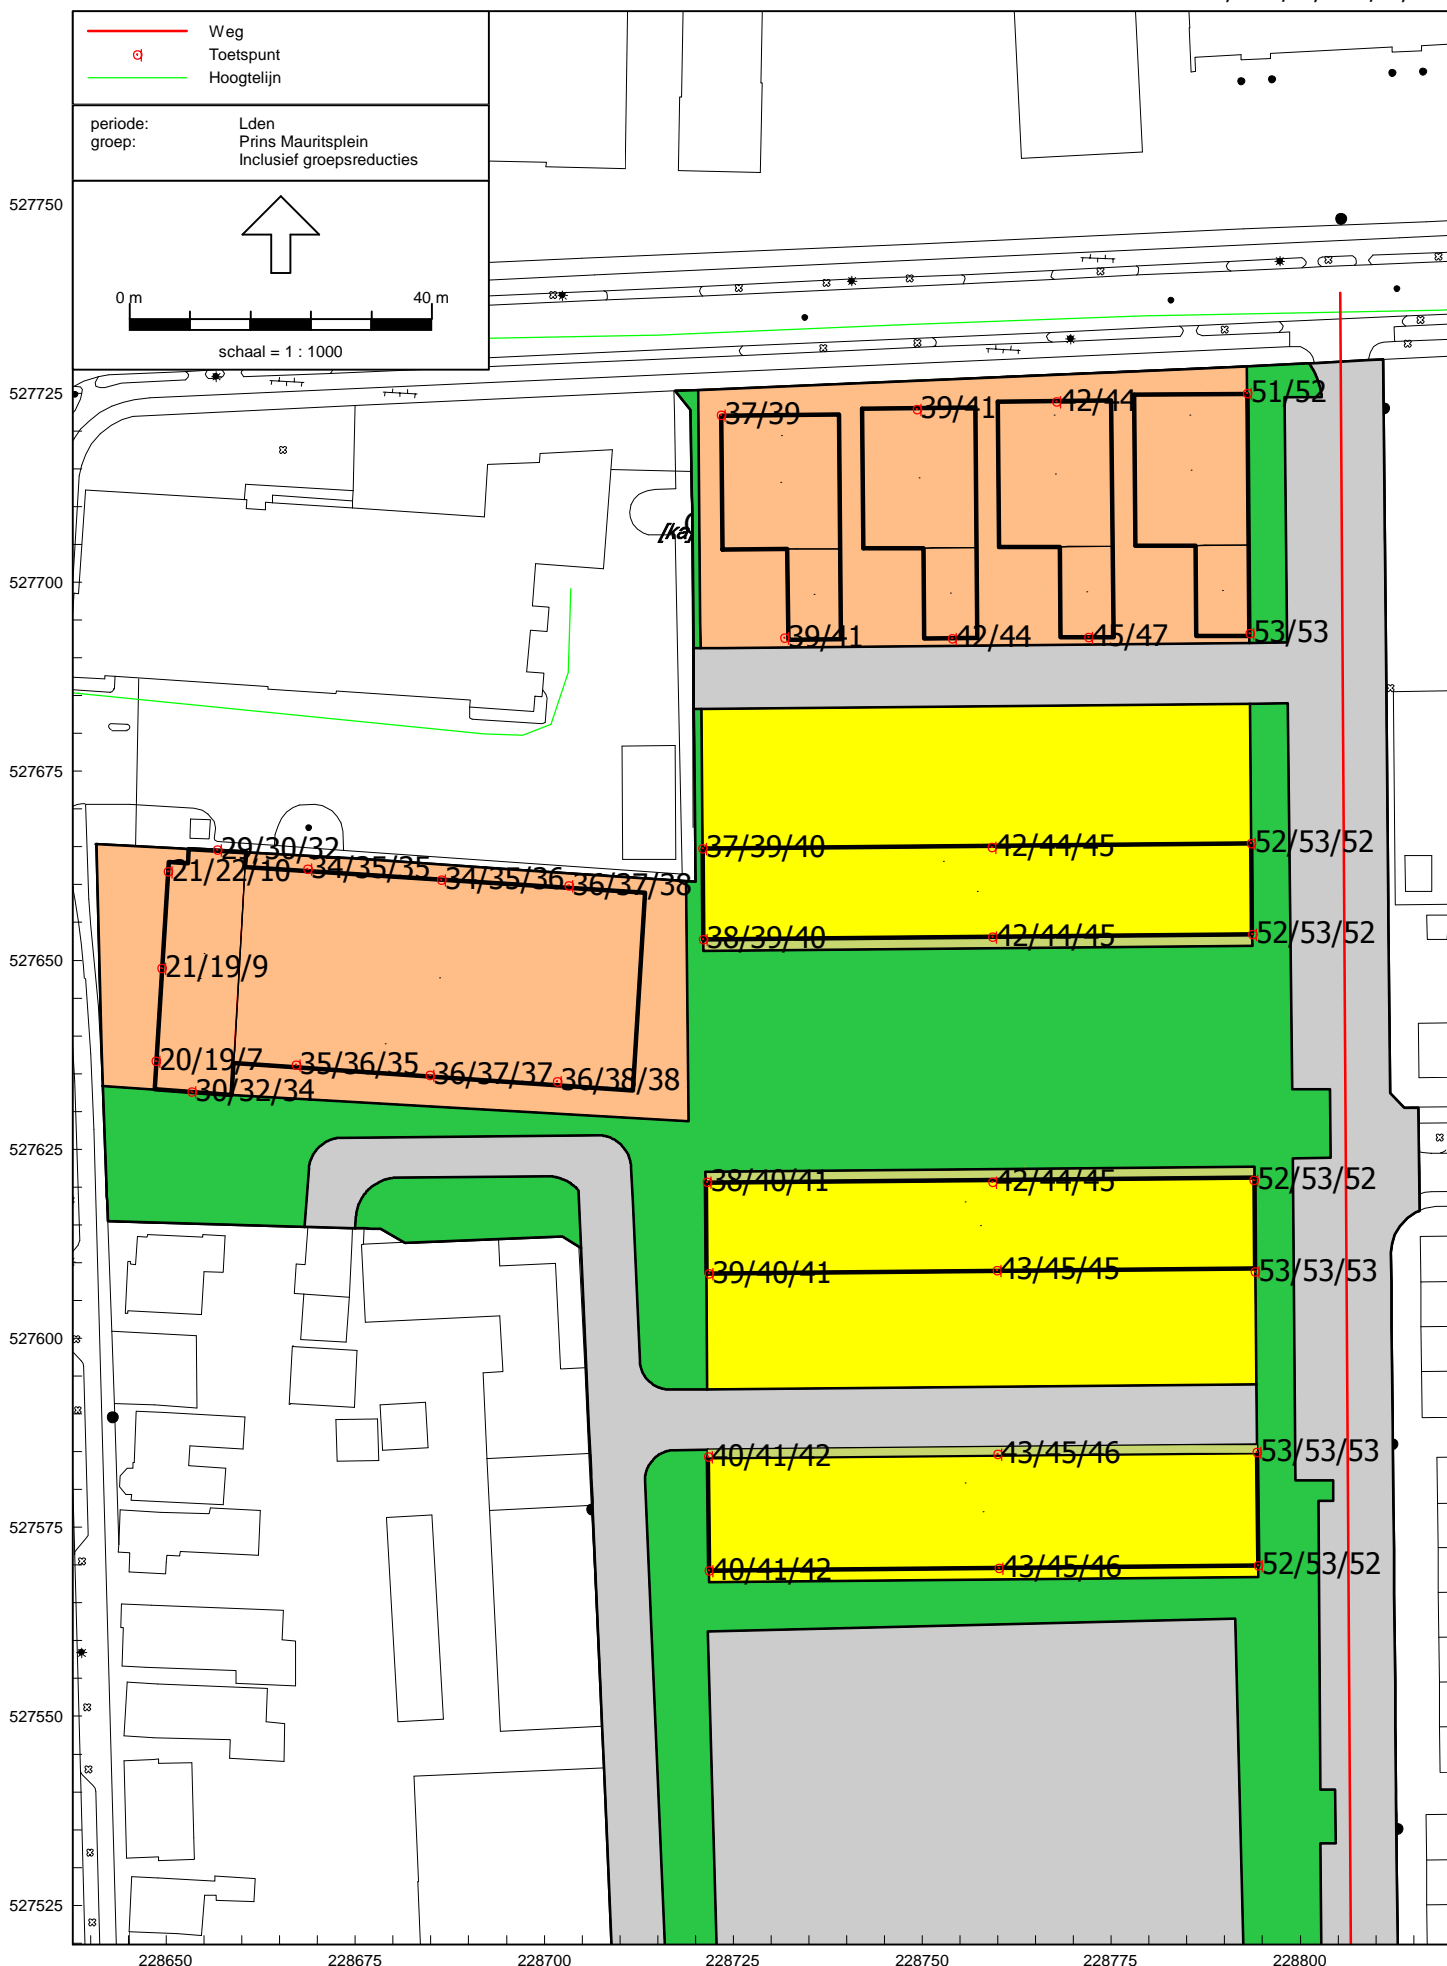 Weg
Toetspunt
Hoogtelijn
periode: Lden
groep: Prins Mauritsplein
Inclusief groepsreducties
0 m 40 m
schaal = 1 : 1000
527750
527725
527700
527675
527650
527625
527600
527575
527550
527525
228650 228675 228700 228725 228750 228775 228800
37/39 39/41 42/44 51/52
[ka]
39/41 42/44 45/47 53/53
37/39/40 42/44/45 52/53/52
29/30/32
21/22/10 34/35/35 34/35/36 36/37/38
38/39/40 42/44/45 52/53/52
21/19/9
20/19/7 35/36/35 36/37/37 36/38/38
30/32/34
38/40/41 42/44/45 52/53/52
39/40/41 43/45/45 53/53/53
40/41/42 43/45/46 53/53/53
40/41/42 43/45/46 52/53/52